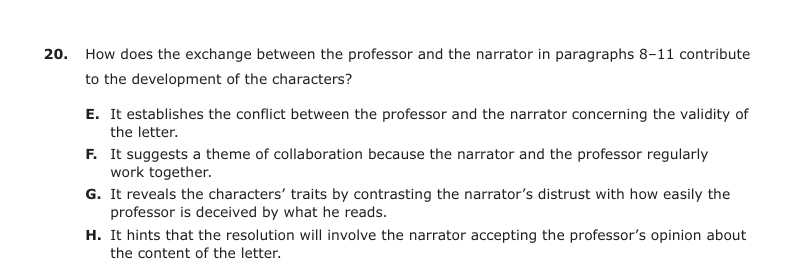 20. How does the exchange between the professor and the narrator in paragraphs 8–11 contribute
to the development of the characters?
E. It establishes the conflict between the professor and the narrator concerning the validity of
the letter.
F. It suggests a theme of collaboration because the narrator and the professor regularly
work together.
G. It reveals the characters’ traits by contrasting the narrator’s distrust with how easily the
professor is deceived by what he reads.
H. It hints that the resolution will involve the narrator accepting the professor’s opinion about
the content of the letter.